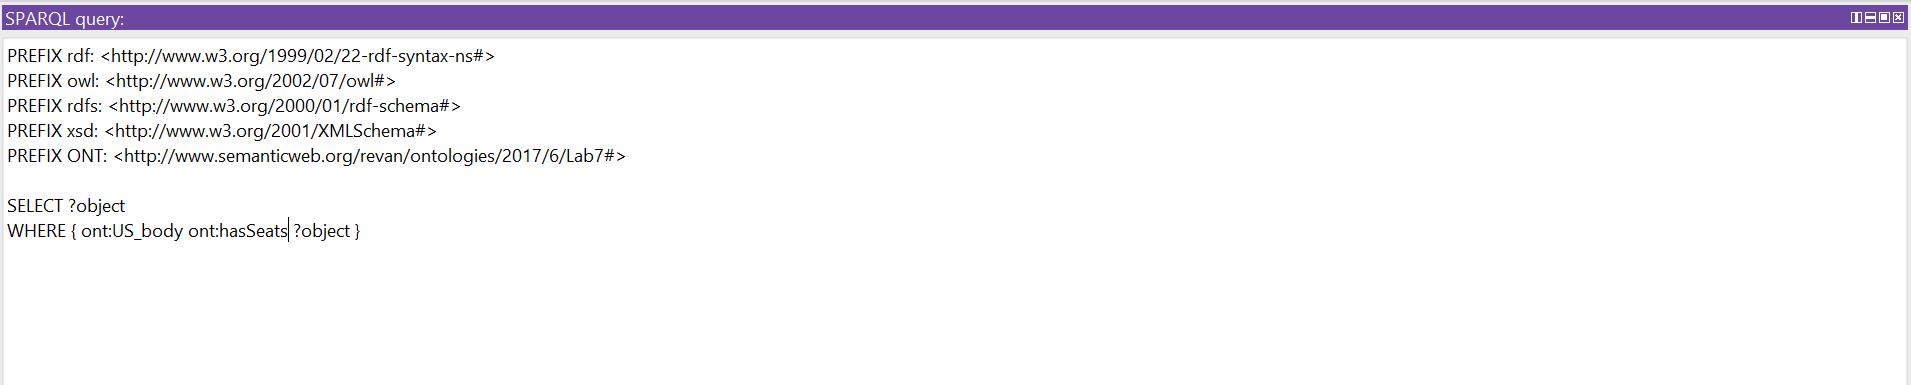 SPARQL query:
PREFIX rdf: <http://www.w3.org/1999/02/22-rdf-syntax-ns#>
PREFIX owl: <http://www.w3.org/2002/07/owl#>
PREFIX rdfs: <http://www.w3.org/2000/01/rdf-schema#>
PREFIX xsd: <http://www.w3.org/2001/XMLSchema#>
PREFIX ONT: <http://www.semanticweb.org/revan/ontologies/2017/6/Lab7#>
SELECT ?object
WHERE { ont:US_body ont:hasSeats ?object }